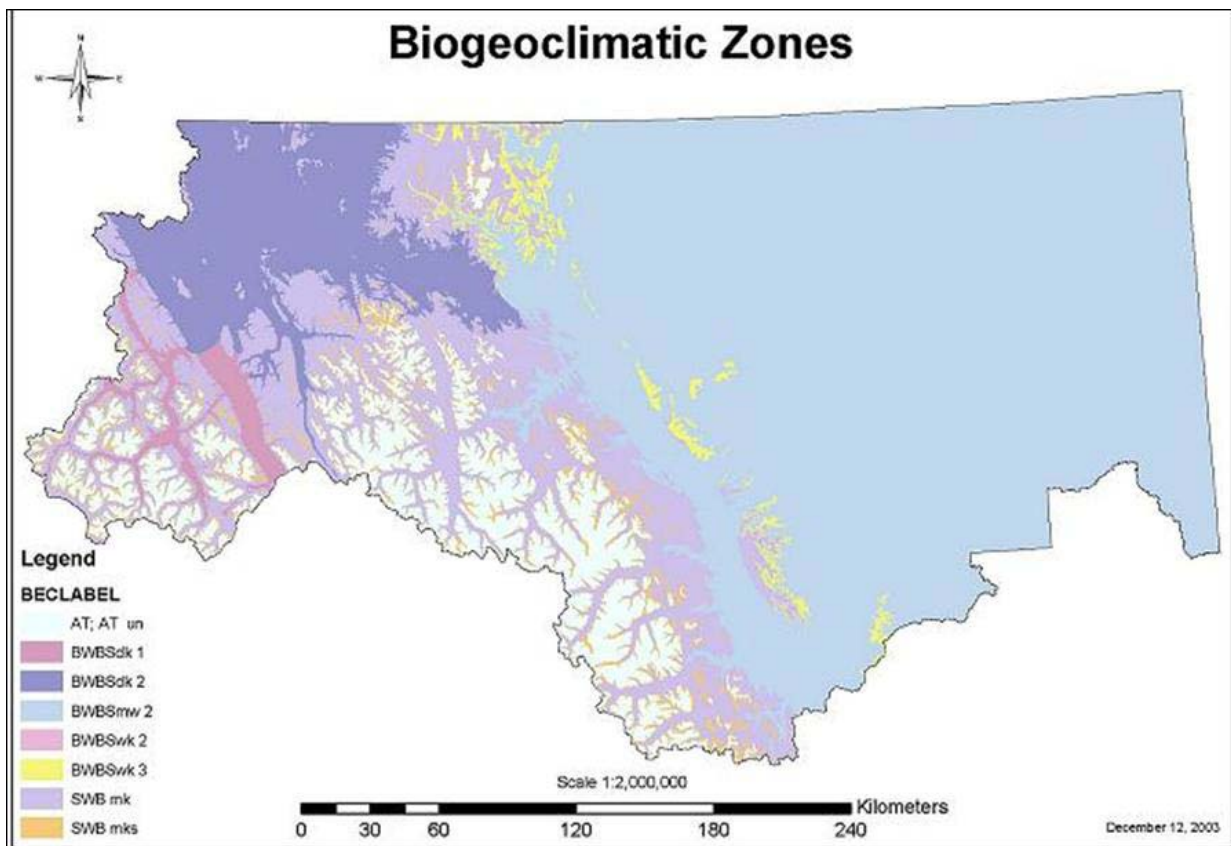 Biogeoclimatic Zones
N
W E
S
Legend
BECLABEL
AT; AT un
BWBSdk 1
BWBSdk 2
BWBSmw 2
BWBSwk 2
BWBSwk 3
SWB mk
SWB mks
Scale 1:2,000,000
Kilometers
0 30 60 120 180 240
December 12, 2003